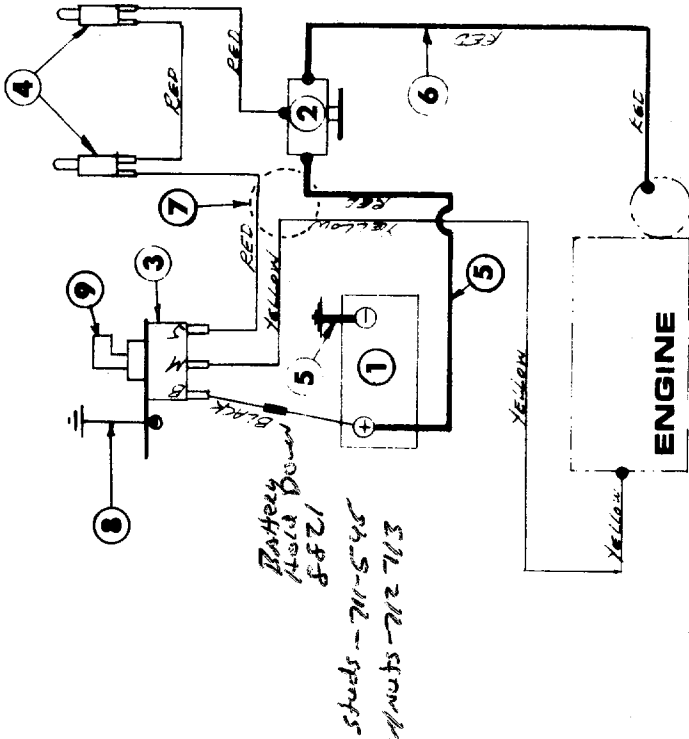 4
RED
RED
RED
2
6
RED
7
RED
YELLOW
YELLOW
9
3
S
M
B
BLACK
5
5
1
+
-
8
YELLOW
YELLOW
ENGINE
Battery
Hold Down
8821
studs - 711-545
nuts - 712 713